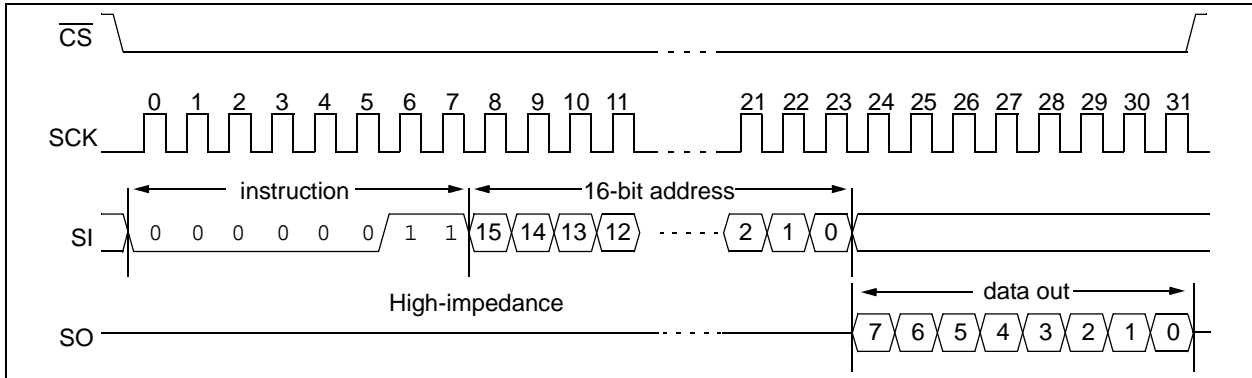 CS
0 1 2 3 4 5 6 7 8 9 10 11 21 22 23 24 25 26 27 28 29 30 31
SCK
instruction 16-bit address
SI 0 0 0 0 0 0 1 1 15 14 13 12 2 1 0
High-impedance data out
SO 7 6 5 4 3 2 1 0